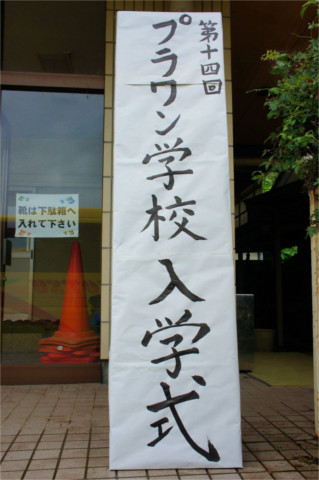 第十四回
プラワン学校入学式
靴は下駄箱へ
入れて下さい